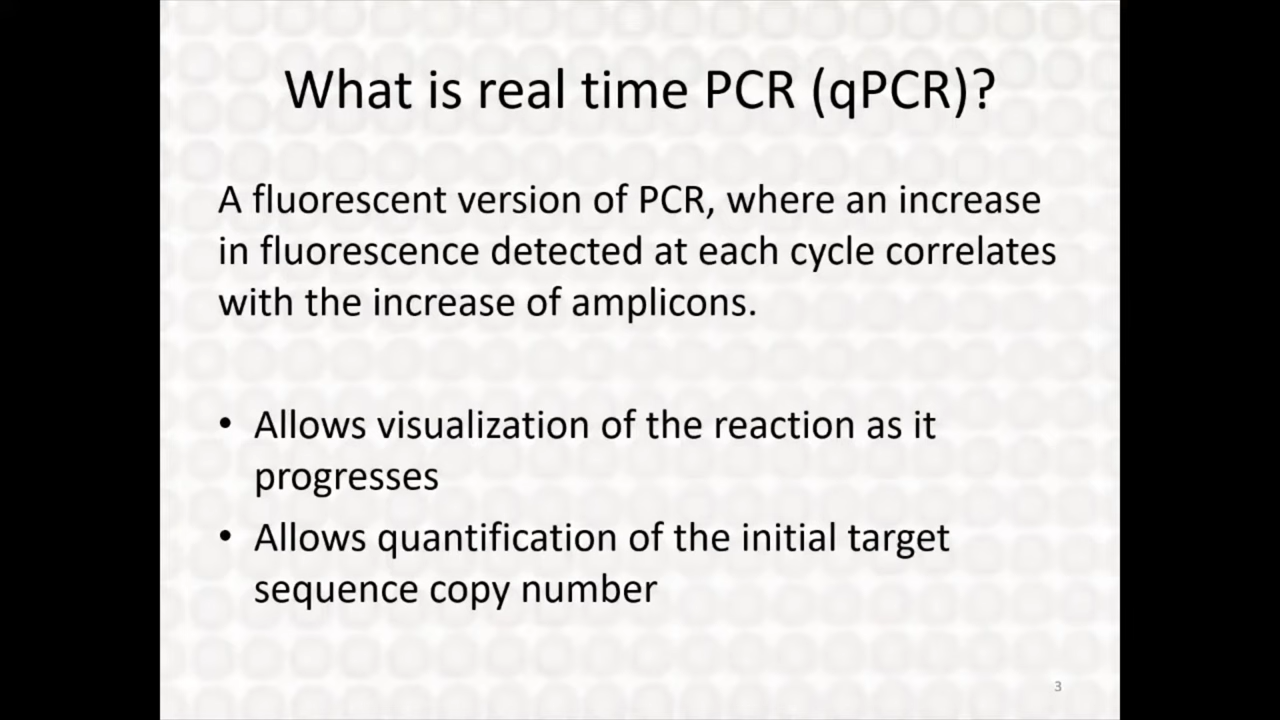 What is real time PCR (qPCR)?
A fluorescent version of PCR, where an increase
in fluorescence detected at each cycle correlates
with the increase of amplicons.
• Allows visualization of the reaction as it
progresses
• Allows quantification of the initial target
sequence copy number
3